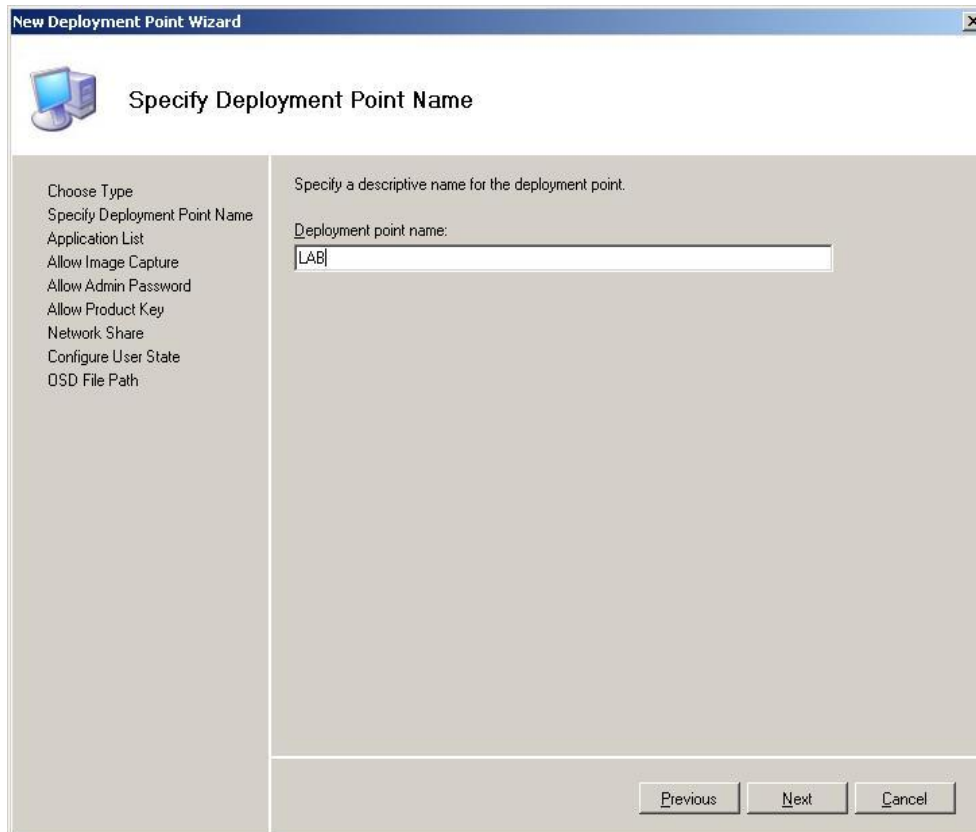 New Deployment Point Wizard
Specify Deployment Point Name
Choose Type
Specify Deployment Point Name
Application List
Allow Image Capture
Allow Admin Password
Allow Product Key
Network Share
Configure User State
OSD File Path
Specify a descriptive name for the deployment point.
Deployment point name:
LAB
Previous Next Cancel